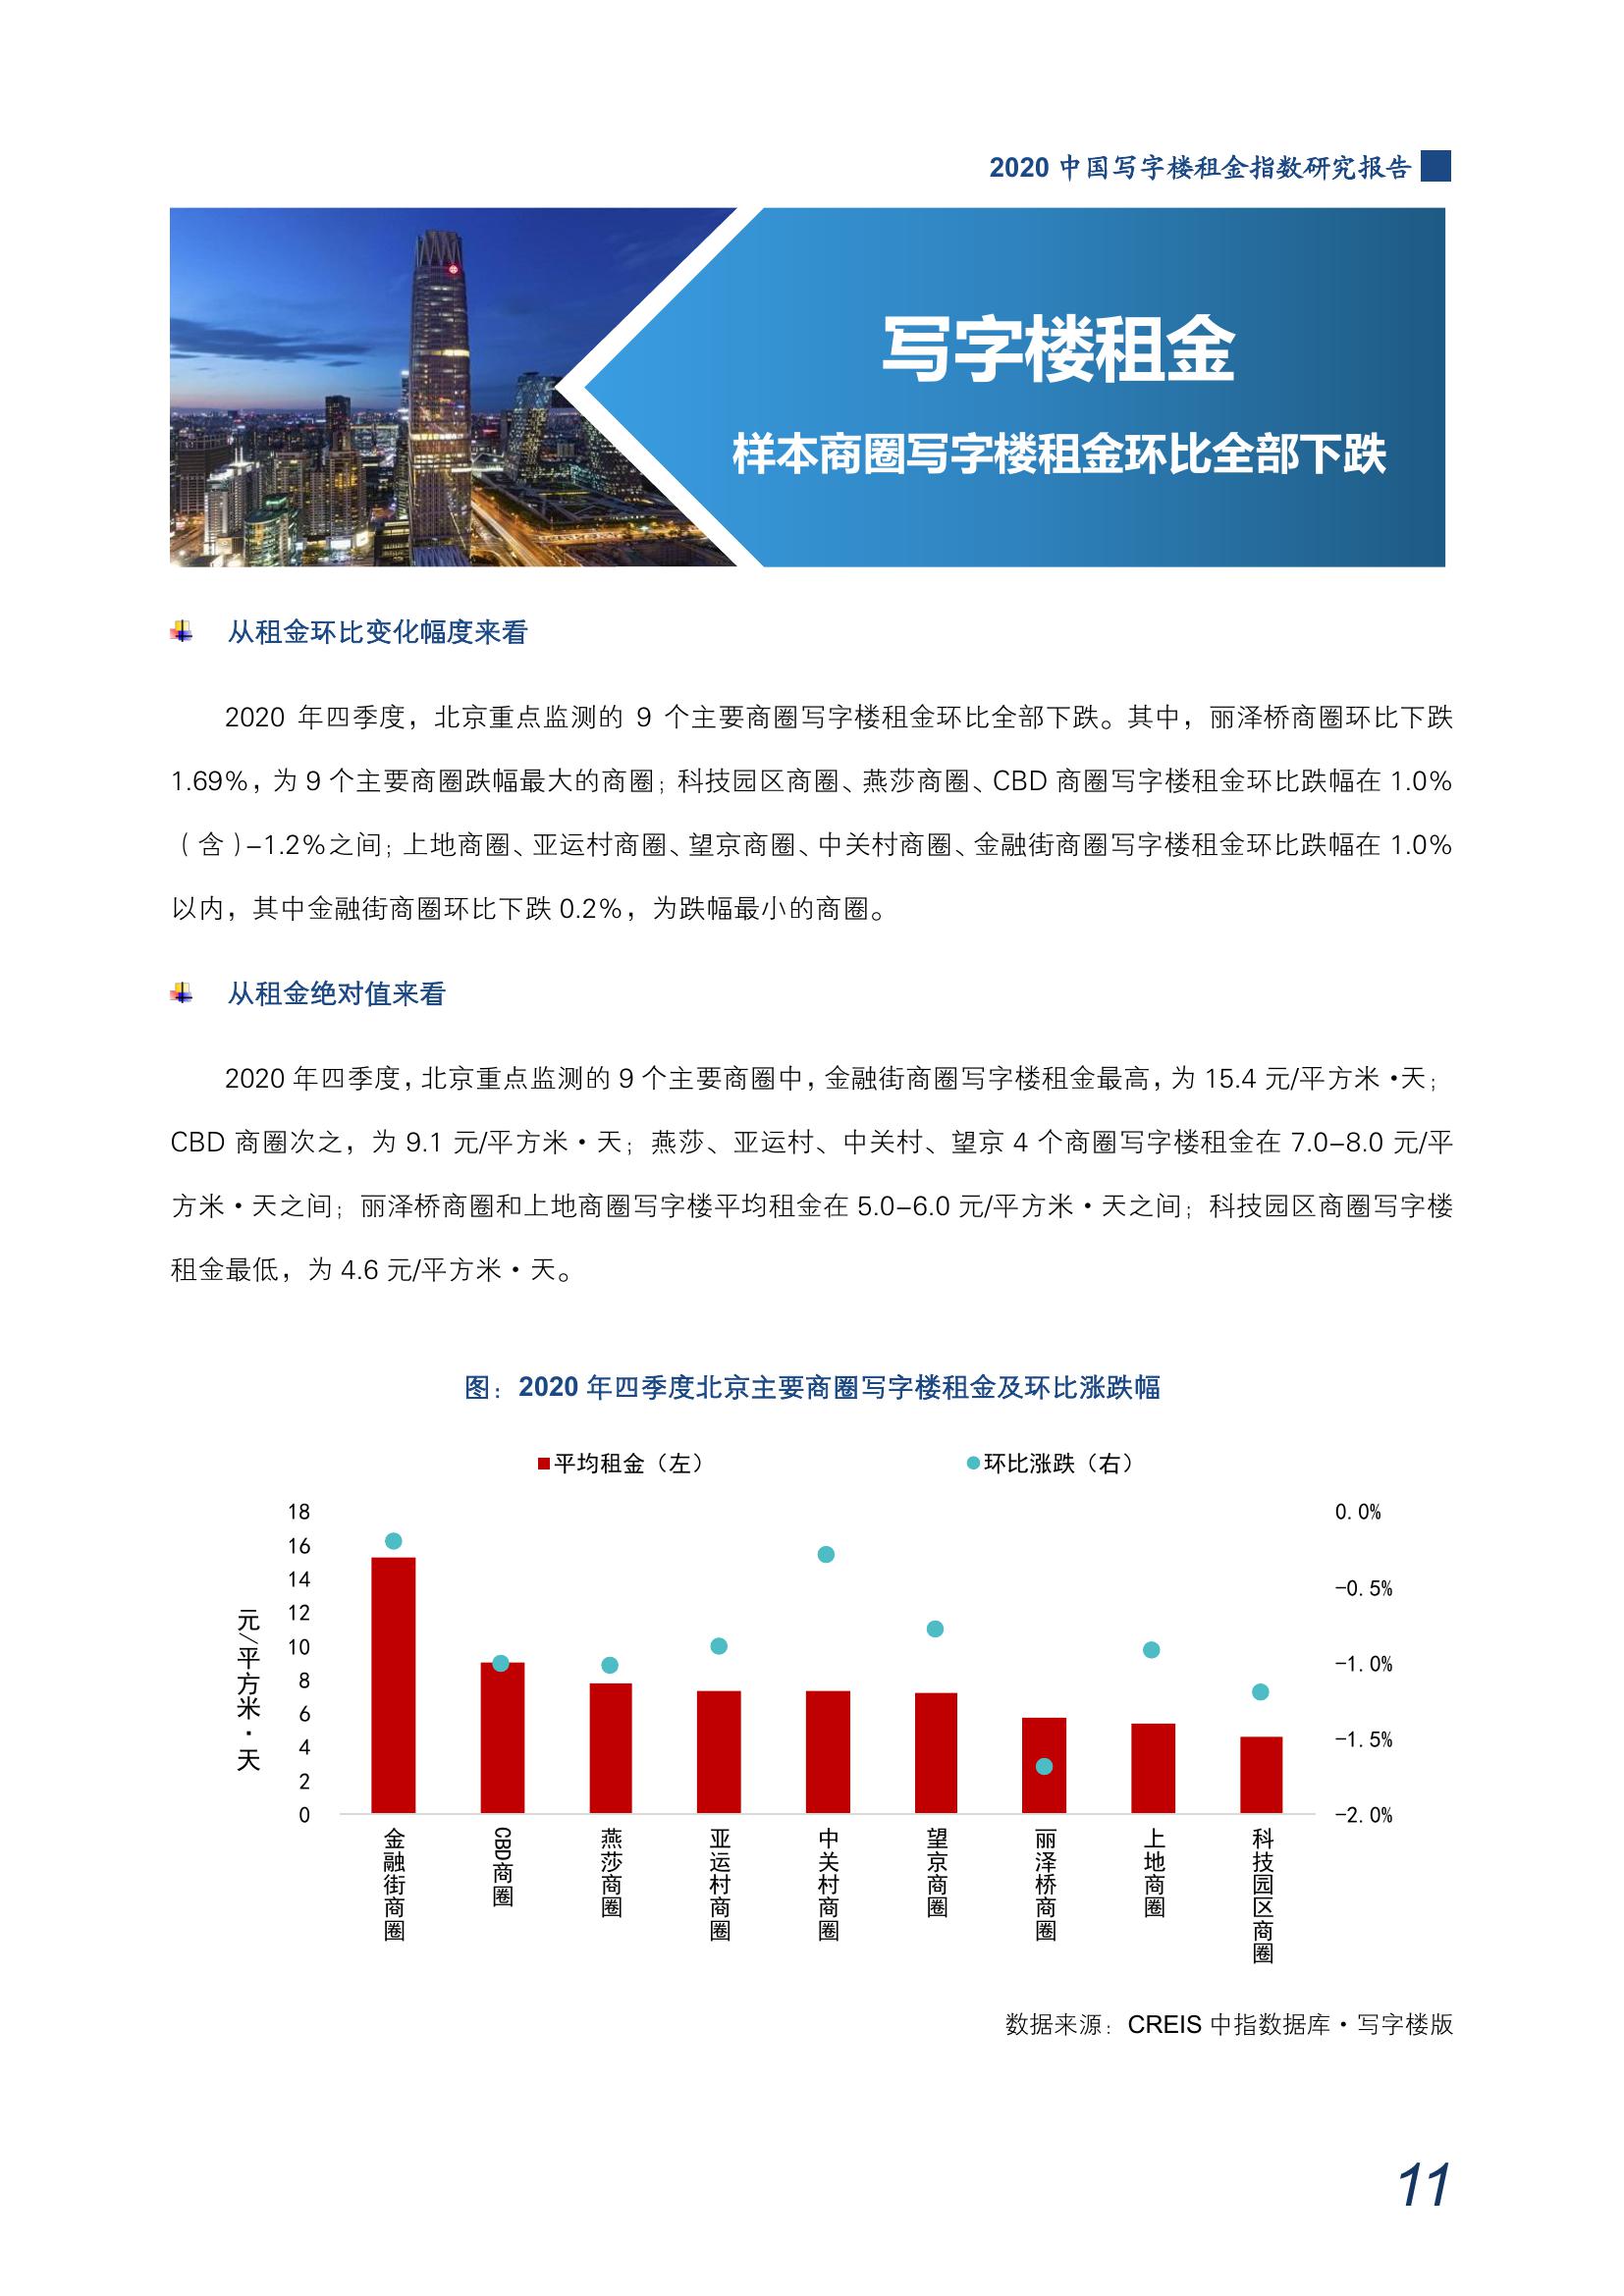 2020 中国写字楼租金指数研究报告
写字楼租金
样本商圈写字楼租金环比全部下跌
从租金环比变化幅度来看
2020 年四季度，北京重点监测的 9 个主要商圈写字楼租金环比全部下跌。其中，丽泽桥商圈环比下跌
1.69%，为 9 个主要商圈跌幅最大的商圈；科技园区商圈、燕莎商圈、CBD 商圈写字楼租金环比跌幅在 1.0%
（含）–1.2%之间；上地商圈、亚运村商圈、望京商圈、中关村商圈、金融街商圈写字楼租金环比跌幅在 1.0%
以内，其中金融街商圈环比下跌 0.2%，为跌幅最小的商圈。
从租金绝对值来看
2020 年四季度，北京重点监测的 9 个主要商圈中，金融街商圈写字楼租金最高，为 15.4 元/平方米·天；
CBD 商圈次之，为 9.1 元/平方米·天；燕莎、亚运村、中关村、望京 4 个商圈写字楼租金在 7.0–8.0 元/平
方米·天之间；丽泽桥商圈和上地商圈写字楼平均租金在 5.0–6.0 元/平方米·天之间；科技园区商圈写字楼
租金最低，为 4.6 元/平方米·天。
图：2020 年四季度北京主要商圈写字楼租金及环比涨跌幅
平均租金（左）
环比涨跌（右）
元/平方米·天
18
16
14
12
10
8
6
4
2
0
0.0%
-0.5%
-1.0%
-1.5%
-2.0%
金融街商圈
CBD商圈
燕莎商圈
亚运村商圈
中关村商圈
望京商圈
丽泽桥商圈
上地商圈
科技园区商圈
数据来源：CREIS 中指数据库·写字楼版
11